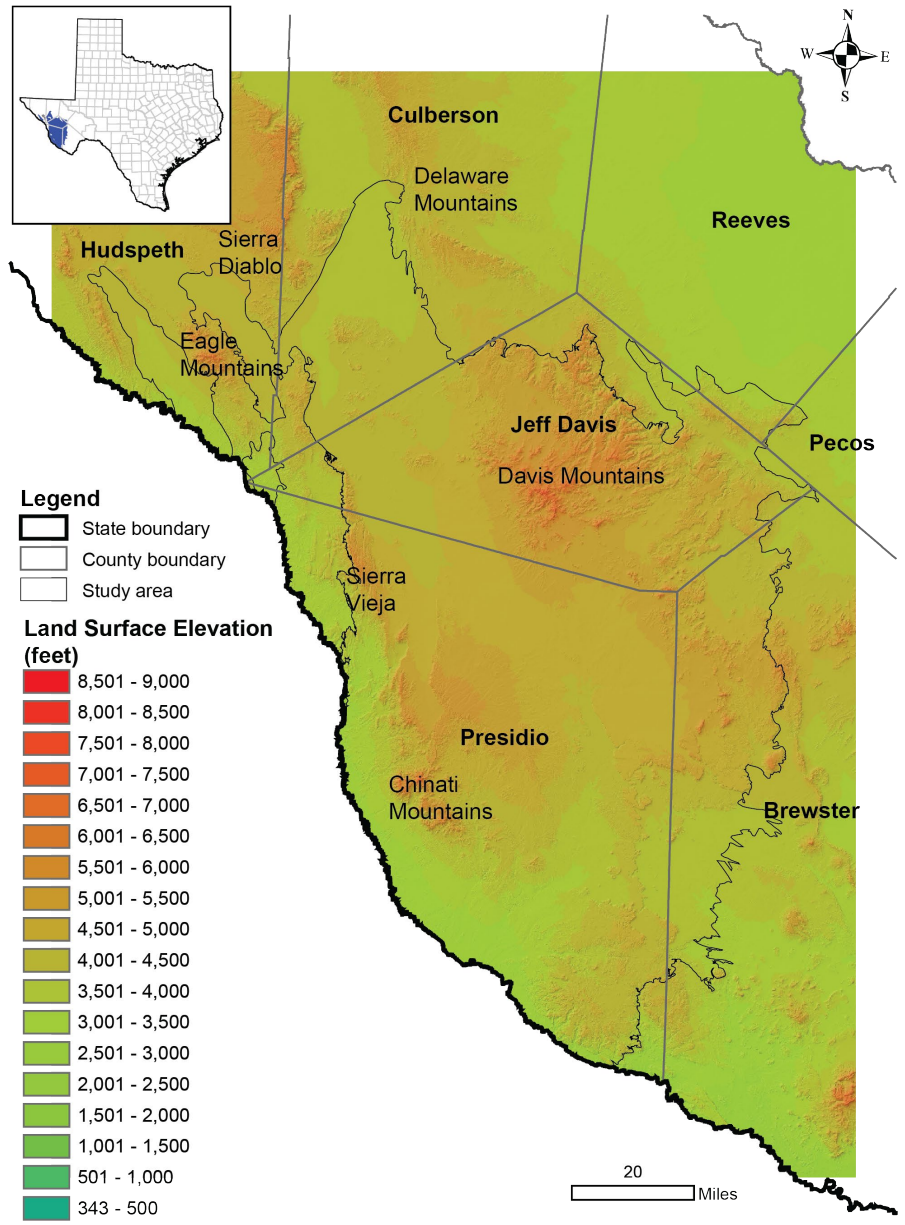 N
W E
S
Culberson
Delaware
Mountains
Reeves
Hudspeth
Sierra
Diablo
Eagle
Mountains
Jeff Davis
Pecos
Davis Mountains
Sierra
Vieja
Presidio
Chinati
Mountains
Brewster
Legend
State boundary
County boundary
Study area
Land Surface Elevation
(feet)
8,501 - 9,000
8,001 - 8,500
7,501 - 8,000
7,001 - 7,500
6,501 - 7,000
6,001 - 6,500
5,501 - 6,000
5,001 - 5,500
4,501 - 5,000
4,001 - 4,500
3,501 - 4,000
3,001 - 3,500
2,501 - 3,000
2,001 - 2,500
1,501 - 2,000
1,001 - 1,500
501 - 1,000
343 - 500
20
Miles